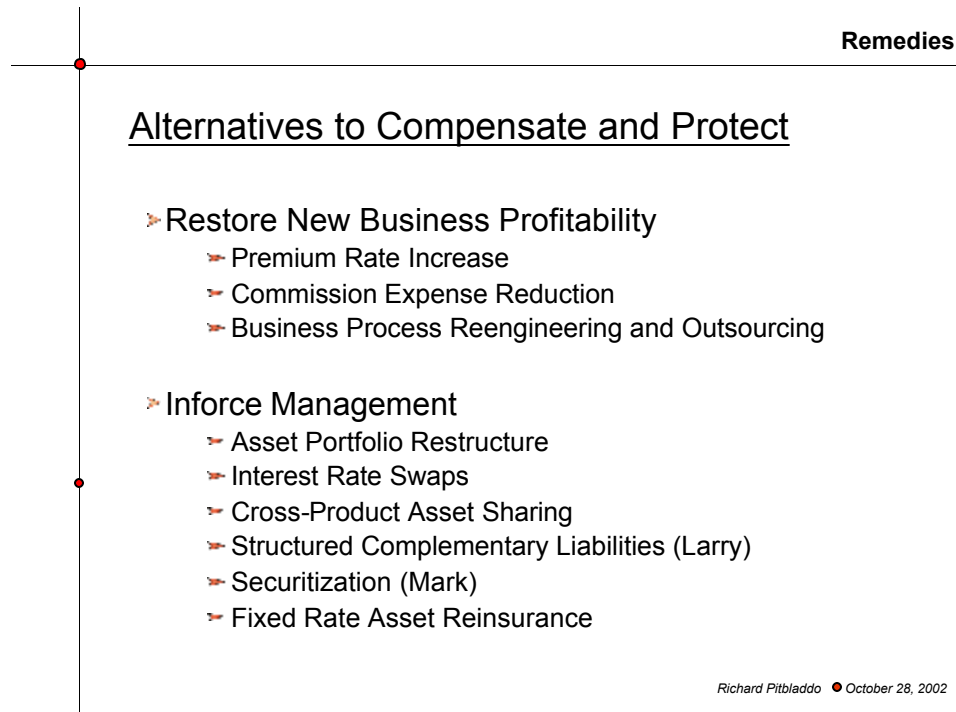 Remedies
Alternatives to Compensate and Protect
Restore New Business Profitability
Premium Rate Increase
Commission Expense Reduction
Business Process Reengineering and Outsourcing
Inforce Management
Asset Portfolio Restructure
Interest Rate Swaps
Cross-Product Asset Sharing
Structured Complementary Liabilities (Larry)
Securitization (Mark)
Fixed Rate Asset Reinsurance
Richard Pitbladdo October 28, 2002